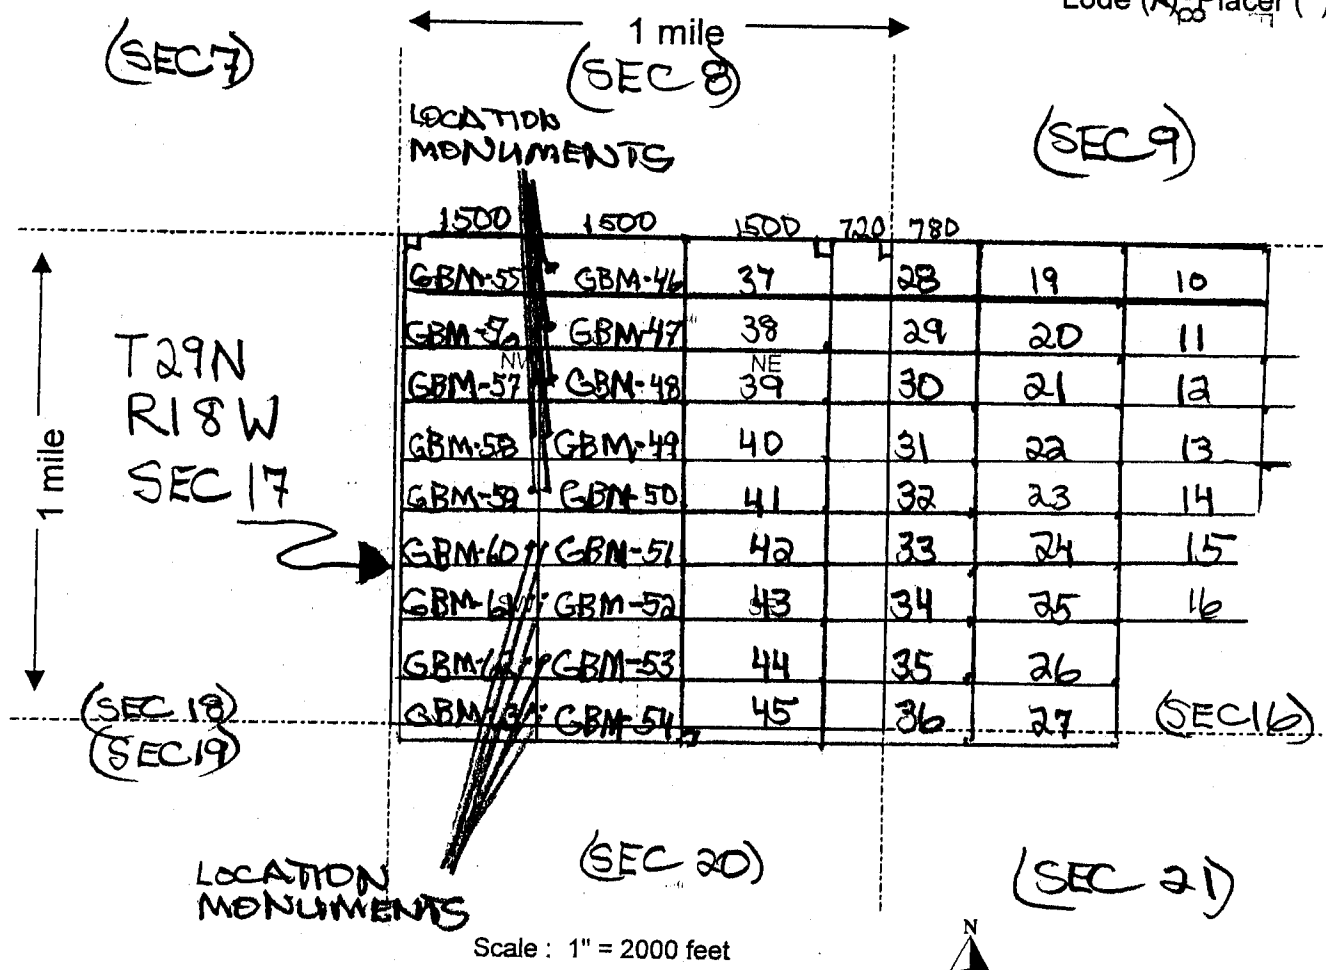 Lode (X) Placer ( )
1 mile
(SEC 7)
(SEC 8)
(SEC 9)
LOCATION
MONUMENTS
1500 1500 1500 720 780
GBM-55 GBM-46 37 28 19 10
GBM-56 GBM-47 38 29 20 11
NE
GBM-57 GBM-48 39 30 21 12
GBM-58 GBM-49 40 31 22 13
GBM-59 GBM-50 41 32 23 14
GBM-60 GBM-51 42 33 24 15
GBM-61 GBM-52 43 34 25 16
GBM-62 GBM-53 44 35 26
GBM-63 GBM-54 45 36 27
T29N
R18W
SEC 17
1 mile
(SEC 18)
(SEC 19)
(SEC 16)
(SEC 20)
(SEC 21)
LOCATION
MONUMENTS
Scale : 1" = 2000 feet
N